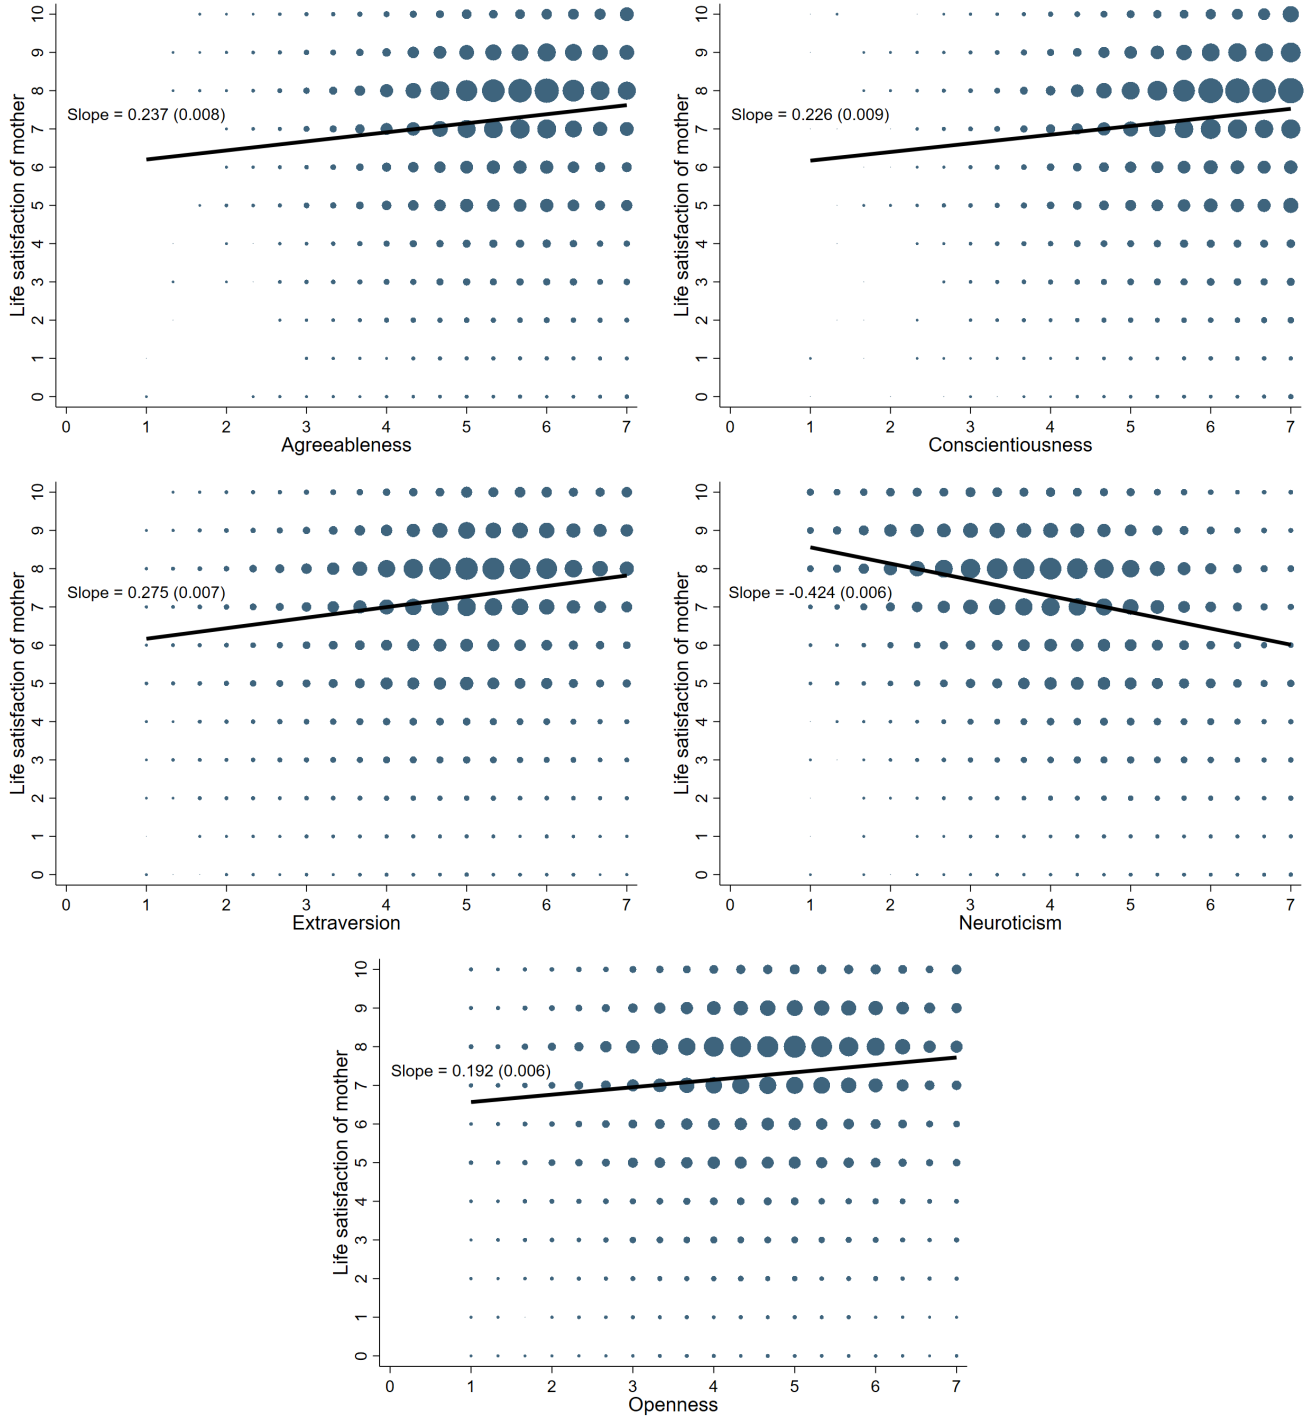 10
9
8
7
6
5
4
3
2
1
0
Life satisfaction of mother
Slope = 0.237 (0.008)
0 1 2 3 4 5 6 7
Agreeableness
10
9
8
7
6
5
4
3
2
1
0
Life satisfaction of mother
Slope = 0.226 (0.009)
0 1 2 3 4 5 6 7
Conscientiousness
10
9
8
7
6
5
4
3
2
1
0
Life satisfaction of mother
Slope = 0.275 (0.007)
0 1 2 3 4 5 6 7
Extraversion
10
9
8
7
6
5
4
3
2
1
0
Life satisfaction of mother
Slope = -0.424 (0.006)
0 1 2 3 4 5 6 7
Neuroticism
10
9
8
7
6
5
4
3
2
1
0
Life satisfaction of mother
Slope = 0.192 (0.006)
0 1 2 3 4 5 6 7
Openness